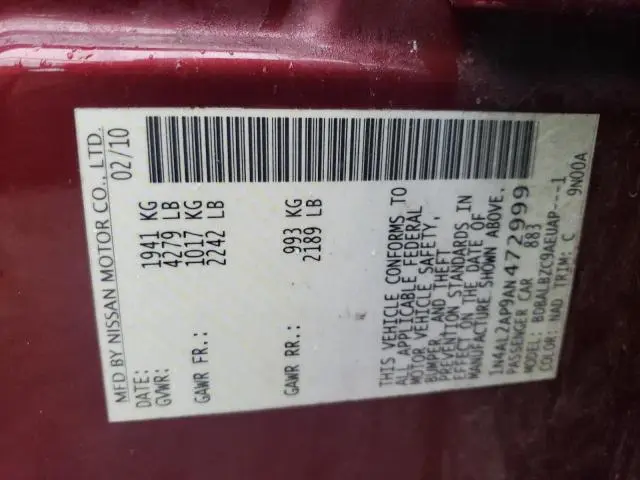 MFD BY NISSAN MOTOR CO., LTD.
DATE: 02/10
GVWR: 1941 KG
4279 LB
GAWR FR.: 1017 KG
2242 LB
GAWR RR.: 993 KG
2189 LB
THIS VEHICLE CONFORMS TO
ALL APPLICABLE FEDERAL
MOTOR VEHICLE SAFETY,
BUMPER, AND THEFT
PREVENTION STANDARDS IN
EFFECT ON THE DATE OF
MANUFACTURE SHOWN ABOVE.
1N4AL2AP9AN472999
PASSENGER CAR 883
MODEL: BDBALBZC9AEUAP---1
COLOR: NAD TRIM: C 9N00A